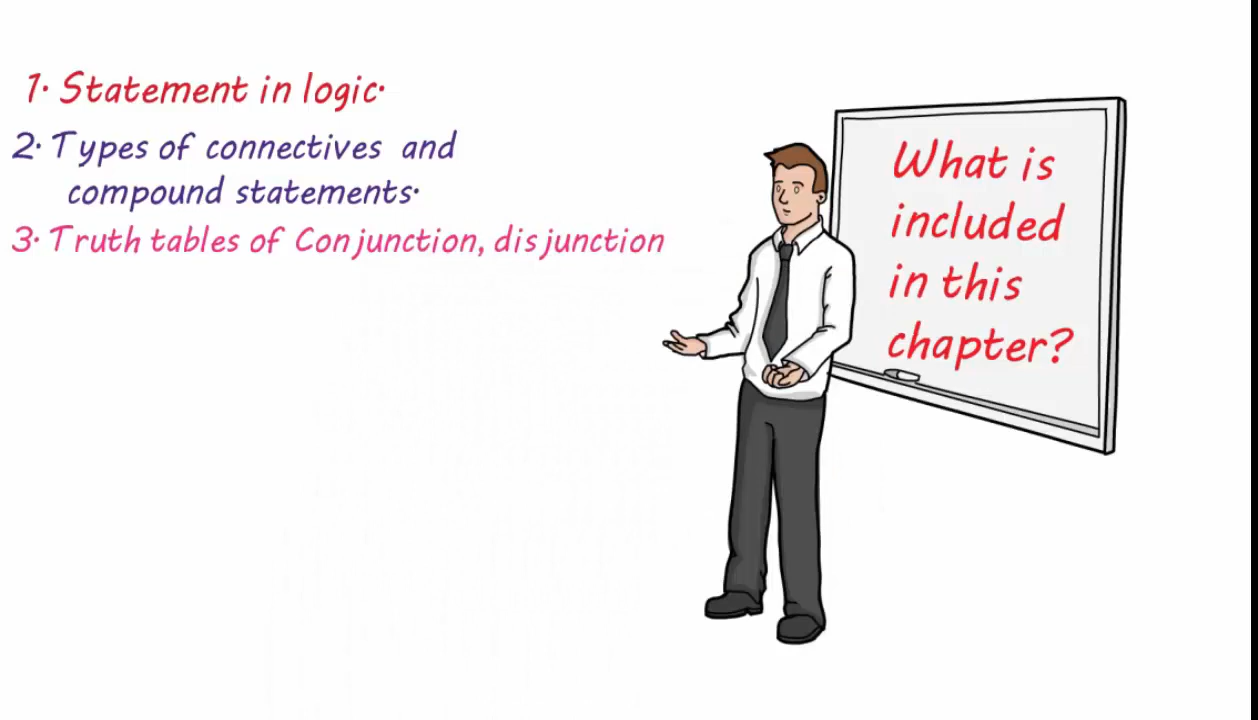 1. Statement in logic.
2. Types of connectives and
compound statements.
3. Truth tables of Conjunction, disjunction
What is
included
in this
chapter?